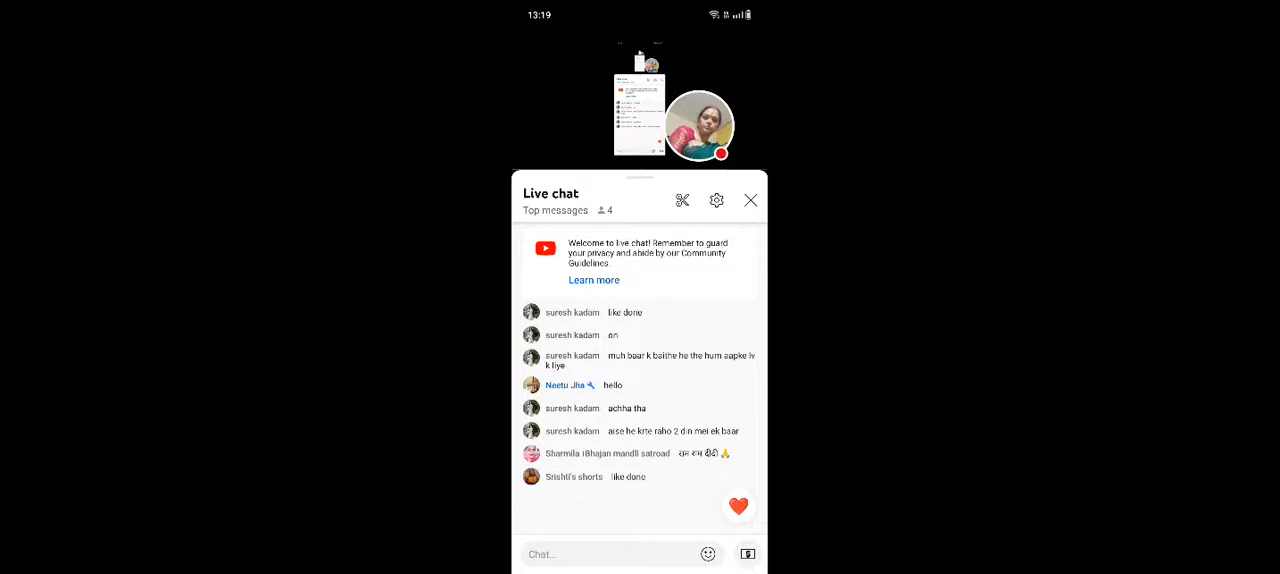 13:19
Live chat
Top messages 4
Welcome to live chat! Remember to guard
your privacy and abide by our Community
Guidelines.
Learn more
suresh kadam like done
suresh kadam on
suresh kadam muh baar k baithe he the hum aapke lv
k liye
Neetu Jha hello
suresh kadam achha tha
suresh kadam aise he krte raho 2 din mei ek baar
Sharmila।Bhajan mandli satroad राम राम दीदी 🙏
Srishti's shorts like done
Chat...